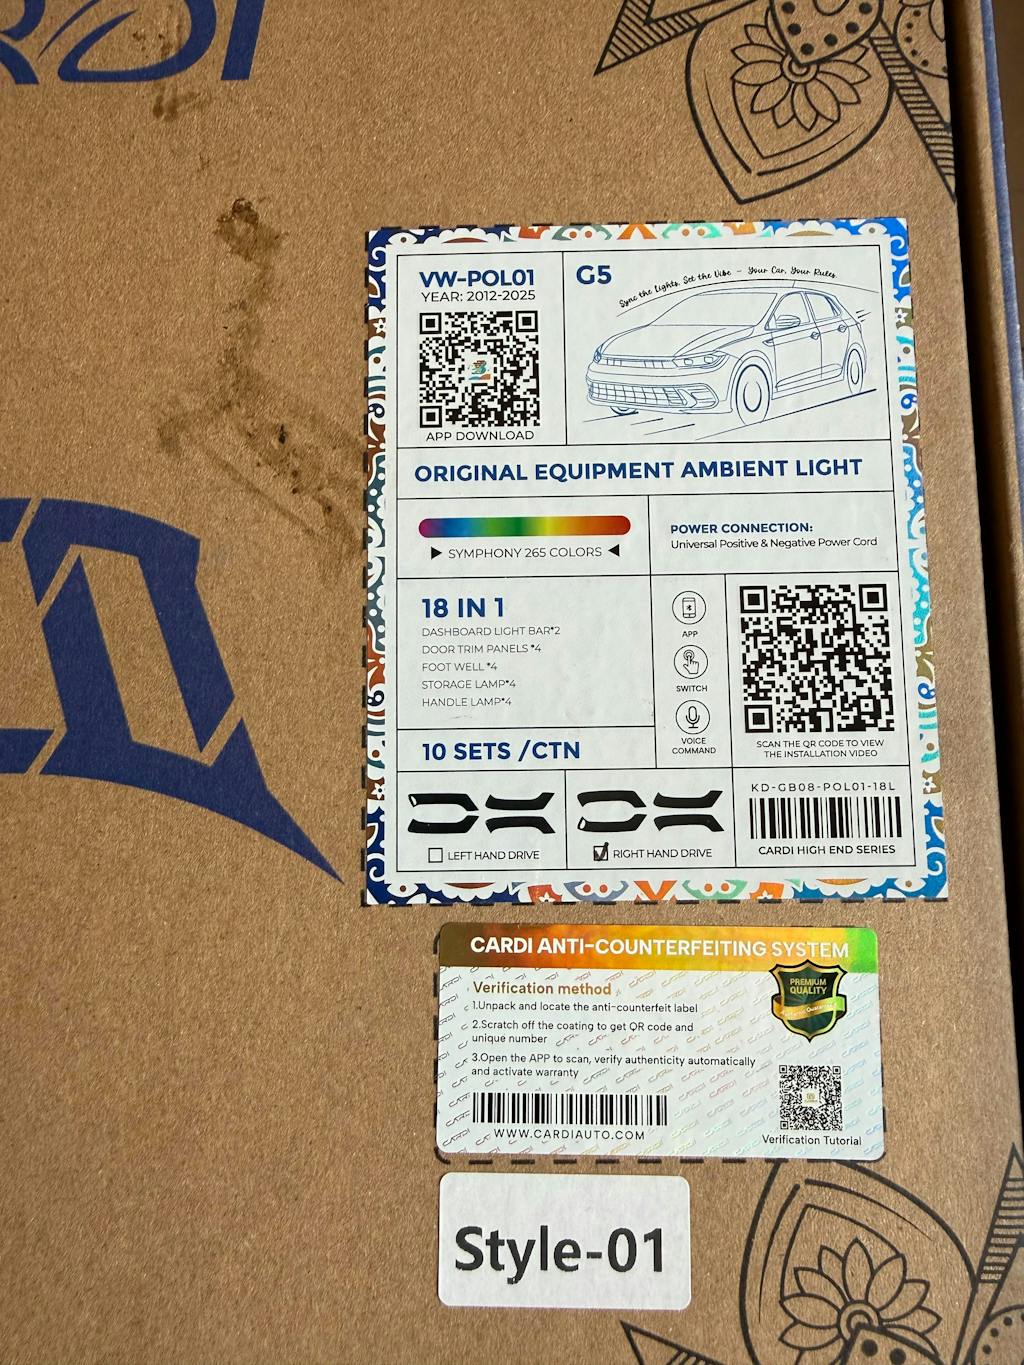 VW-POL01
YEAR: 2012-2025
APP DOWNLOAD
G5
Sync the Lights, Set the Vibe – Your Car, Your Rules.
ORIGINAL EQUIPMENT AMBIENT LIGHT
▶ SYMPHONY 265 COLORS ◀
POWER CONNECTION:
Universal Positive & Negative Power Cord
18 IN 1
DASHBOARD LIGHT BAR*2
DOOR TRIM PANELS *4
FOOT WELL *4
STORAGE LAMP*4
HANDLE LAMP*4
10 SETS /CTN
APP
SWITCH
VOICE
COMMAND
SCAN THE QR CODE TO VIEW
THE INSTALLATION VIDEO
LEFT HAND DRIVE
RIGHT HAND DRIVE
KD-GB08-POL01-18L
CARDI HIGH END SERIES
CARDI ANTI-COUNTERFEITING SYSTEM
Verification method
1.Unpack and locate the anti-counterfeit label
2.Scratch off the coating to get QR code and
unique number
3.Open the APP to scan, verify authenticity automatically
and activate warranty
PREMIUM
QUALITY
WWW.CARDIAUTO.COM
Verification Tutorial
Style-01